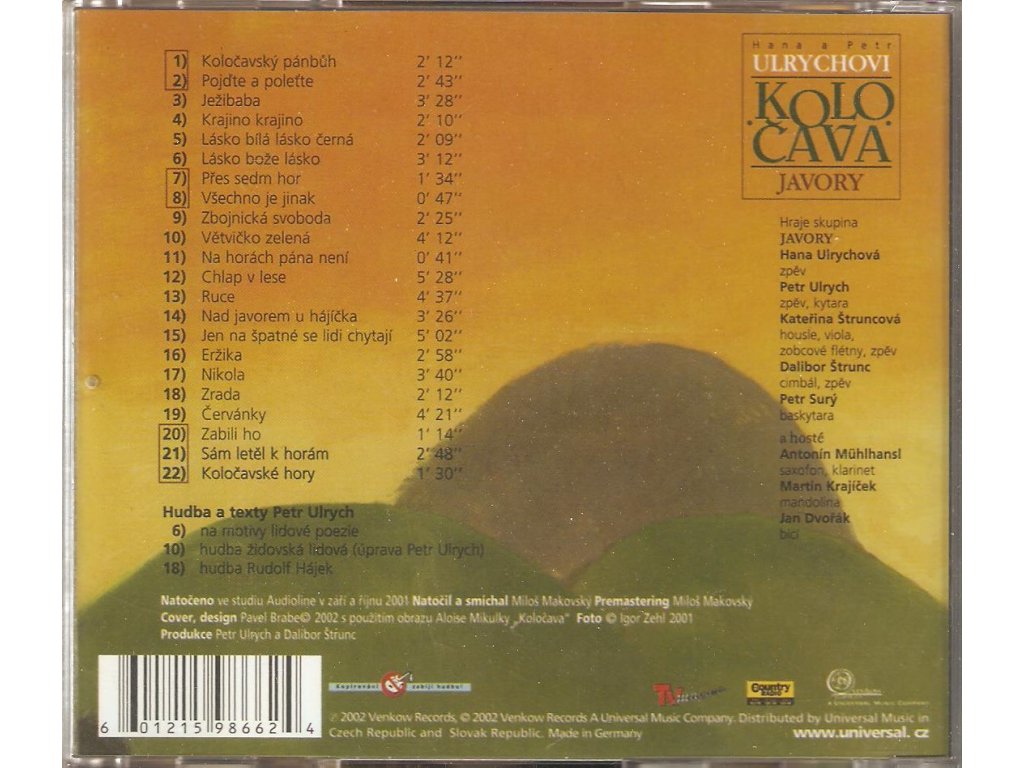 1) Koločavský pánbůh 2' 12''
2) Pojďte a poleťte 2' 43''
3) Ježibaba 3' 28''
4) Krajino krajino 2' 10''
5) Lásko bílá lásko černá 2' 09''
6) Lásko bože lásko 3' 12''
7) Přes sedm hor 1' 34''
8) Všechno je jinak 0' 47''
9) Zbojnická svoboda 2' 25''
10) Větvičko zelená 4' 12''
11) Na horách pána není 0' 41''
12) Chlap v lese 5' 28''
13) Ruce 4' 37''
14) Nad javorem u hájíčka 3' 26''
15) Jen na špatné se lidi chytají 5' 02''
16) Eržika 2' 58''
17) Nikola 3' 40''
18) Zrada 2' 12''
19) Červánky 4' 21''
20) Zabili ho 1' 14''
21) Sám letěl k horám 2' 48''
22) Koločavské hory 1' 30''
Hudba a texty Petr Ulrych
6) na motivy lidové poezie
10) hudba židovská lidová (úprava Petr Ulrych)
18) hudba Rudolf Hájek
Hana a Petr
ULRYCHOVI
KOLO
ČAVA
JAVORY
Hraje skupina
JAVORY
Hana Ulrychová
zpěv
Petr Ulrych
zpěv, kytara
Kateřina Štruncová
housle, viola,
zobcové flétny, zpěv
Dalibor Štrunc
cimbál, zpěv
Petr Surý
baskytara
a hosté
Antonín Mühlhansl
saxofon, klarinet
Martin Krajíček
mandolína
Jan Dvořák
bicí
Natočeno ve studiu Audioline v září a říjnu 2001 Natočil a smíchal Miloš Makovský Premastering Miloš Makovský
Cover, design Pavel Brabec© 2002 s použitím obrazu Aloise Mikulky „Koločava" Foto © Igor Zehl 2001
Produkce Petr Ulrych a Dalibor Štrunc
6 01215 98662 4
Kopírování zabíjí hudbu!
Country
RADIO
A UNIVERSAL MUSIC COMPANY
℗ 2002 Venkow Records, © 2002 Venkow Records A Universal Music Company. Distributed by Universal Music in
Czech Republic and Slovak Republic. Made in Germany
www.universal.cz